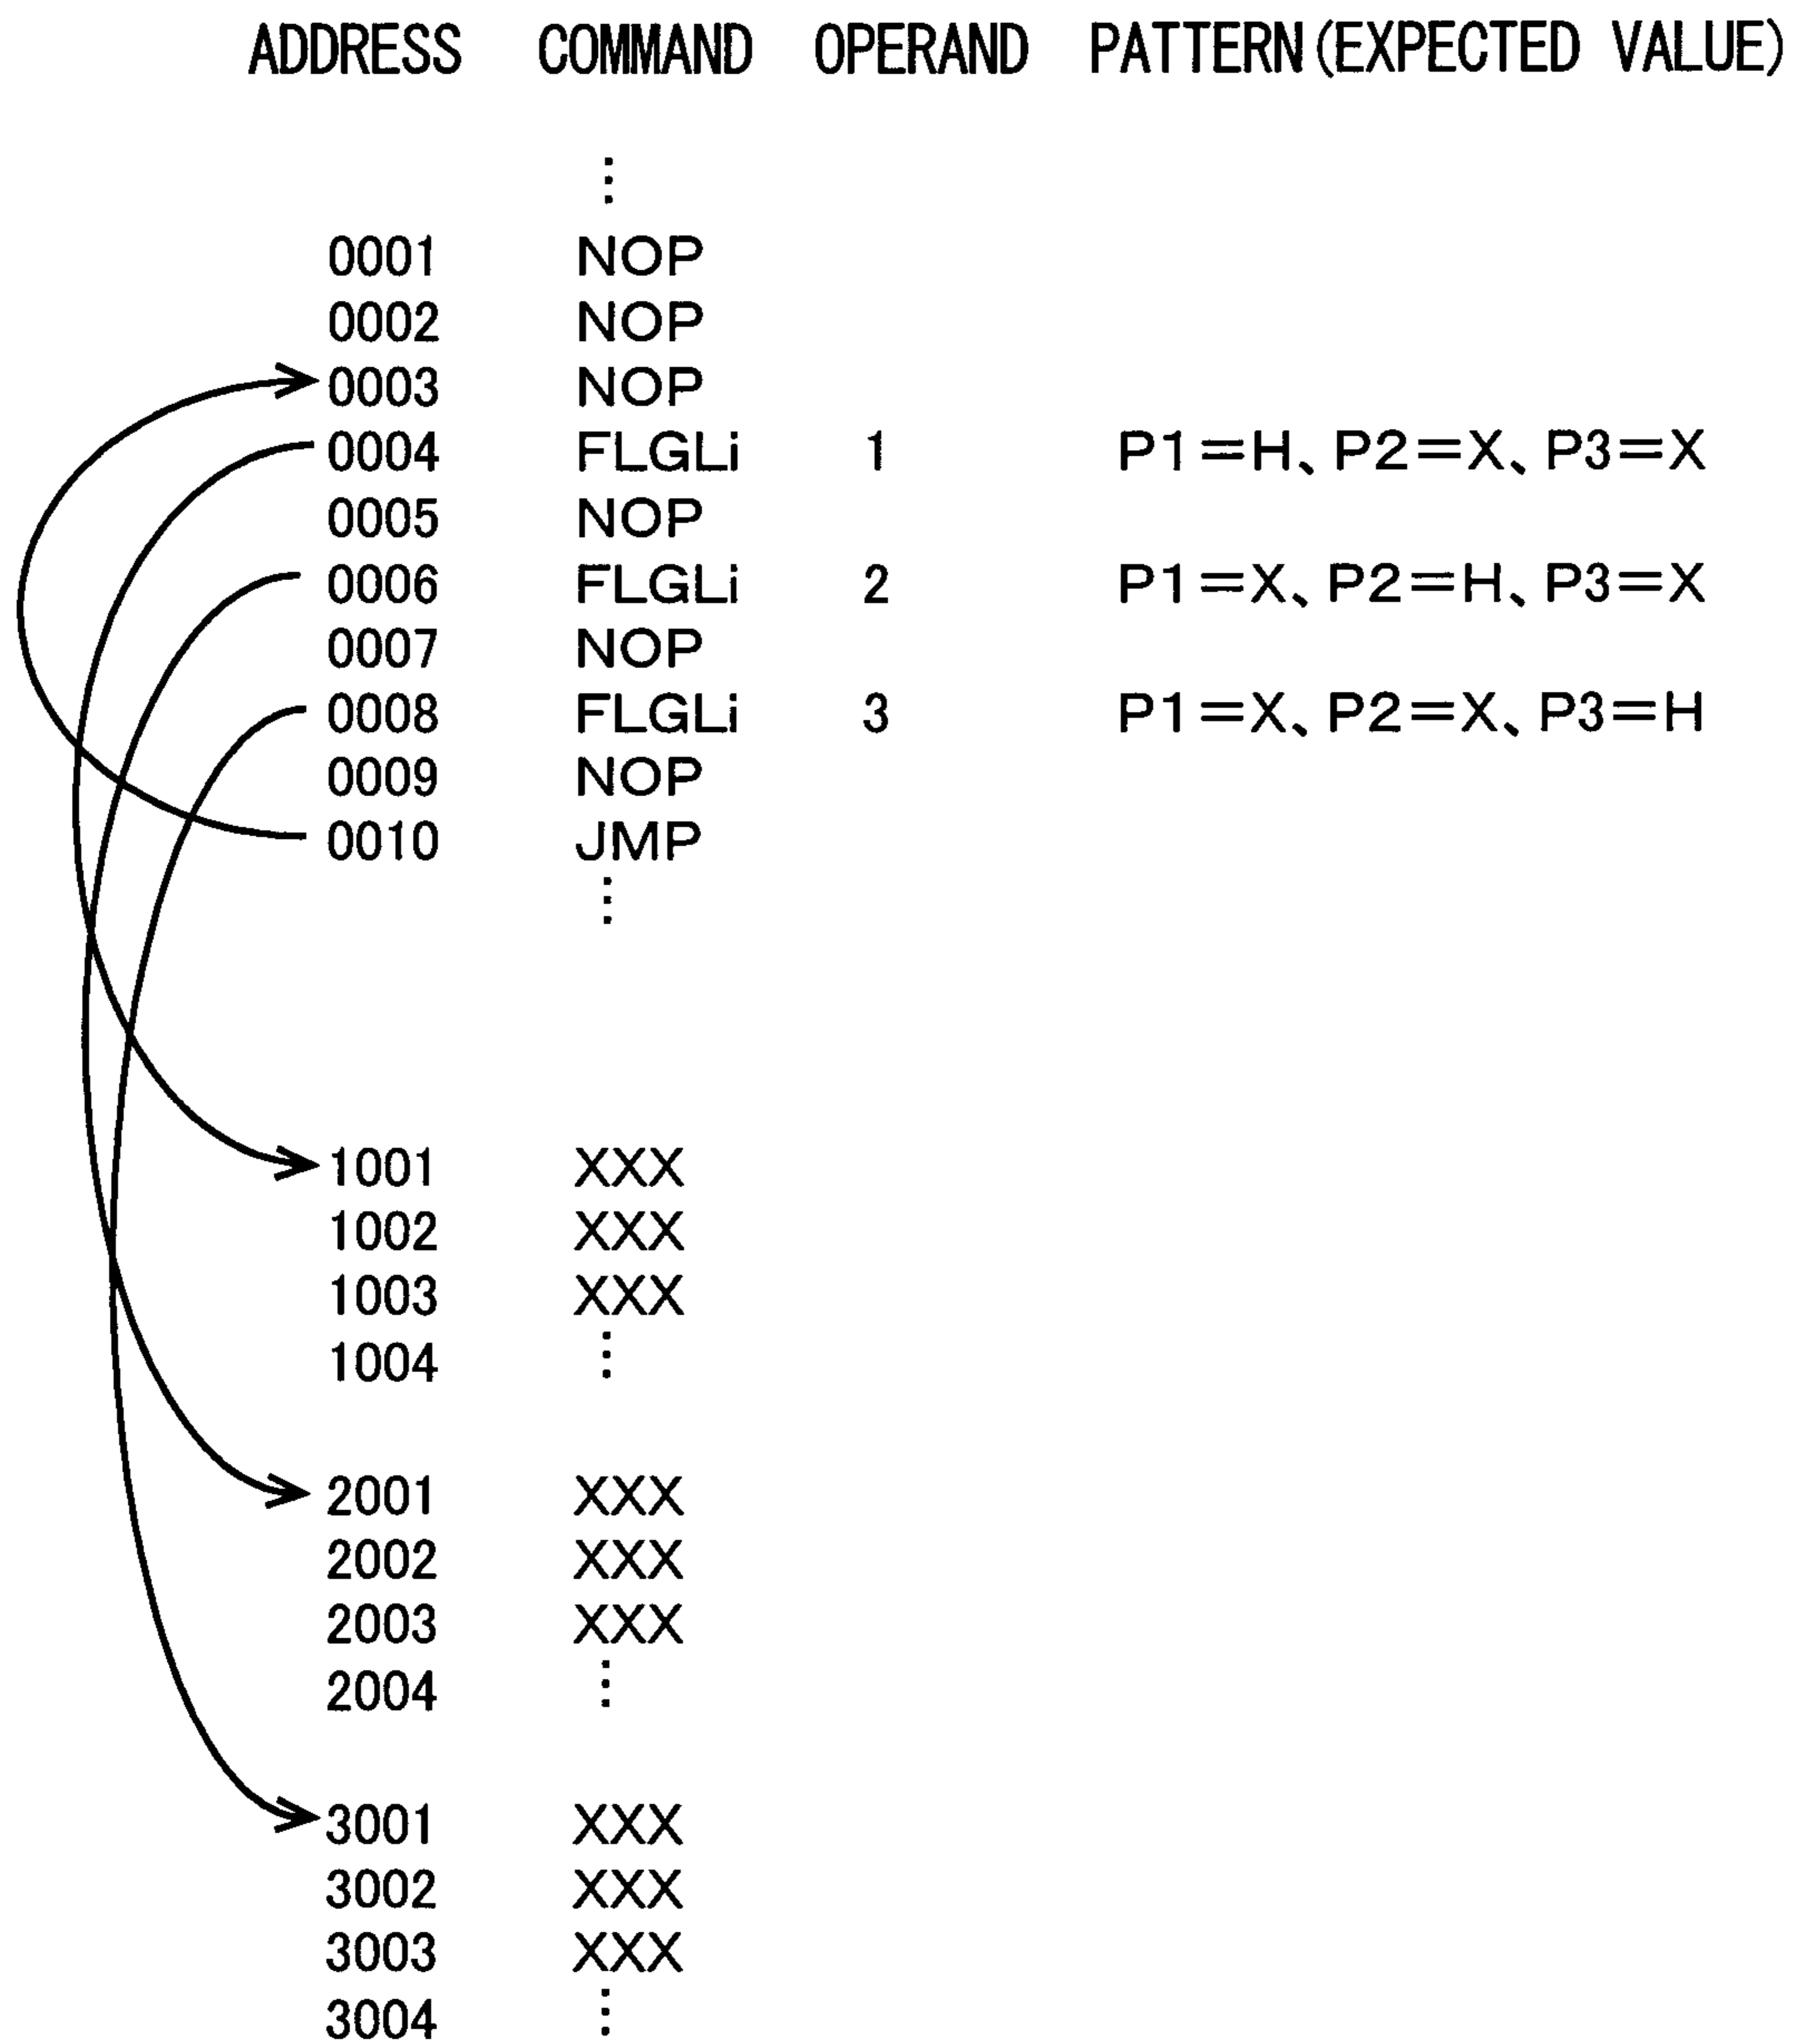 ADDRESS COMMAND OPERAND PATTERN(EXPECTED VALUE)
⋮
0001 NOP
0002 NOP
0003 NOP
0004 FLGLi 1 P1=H、P2=X、P3=X
0005 NOP
0006 FLGLi 2 P1=X、P2=H、P3=X
0007 NOP
0008 FLGLi 3 P1=X、P2=X、P3=H
0009 NOP
0010 JMP
⋮
1001 XXX
1002 XXX
1003 XXX
1004 ⋮
2001 XXX
2002 XXX
2003 XXX
2004 ⋮
3001 XXX
3002 XXX
3003 XXX
3004 ⋮